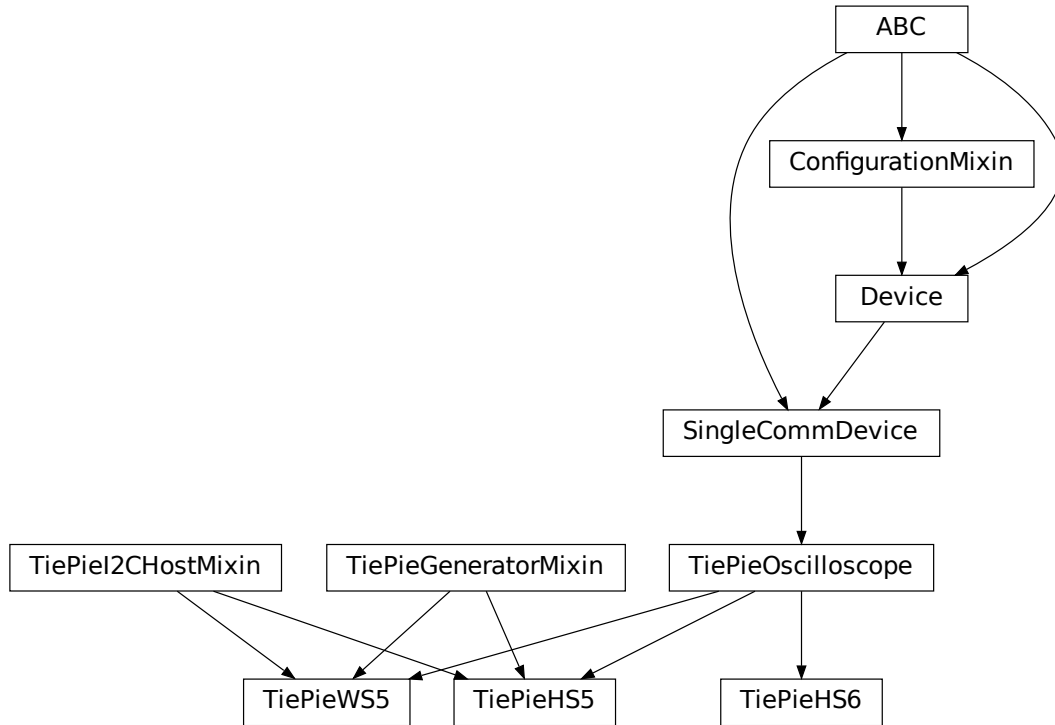 ABC
ConfigurationMixin
Device
SingleCommDevice
TiePieI2CHostMixin
TiePieGeneratorMixin
TiePieOscilloscope
TiePieWS5
TiePieHS5
TiePieHS6